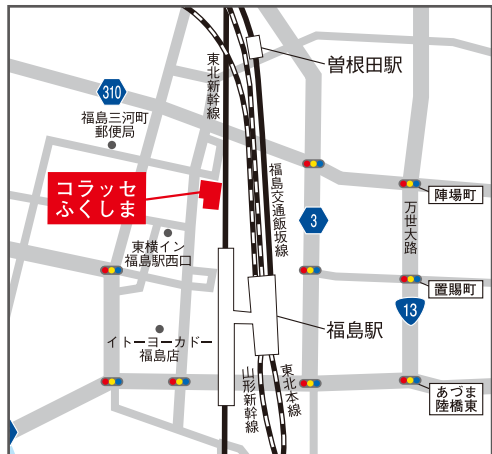 東北新幹線
曽根田駅
310
福島三河町
郵便局
コラッセ
ふくしま
福島交通飯坂線
3
陣場町
万世大路
東横イン
福島駅西口
置賜町
13
福島駅
イトーヨーカドー
福島店
山形新幹線
東北本線
あづま
陸橋東